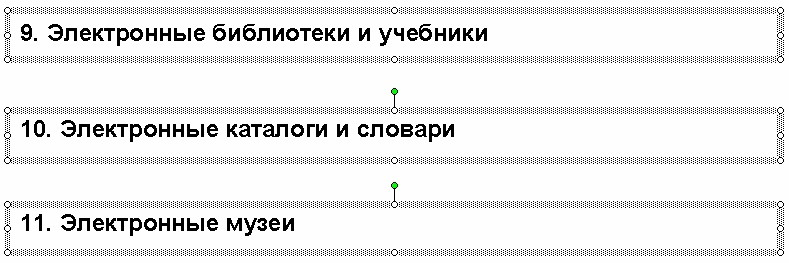 9. Электронные библиотеки и учебники
10. Электронные каталоги и словари
11. Электронные музеи